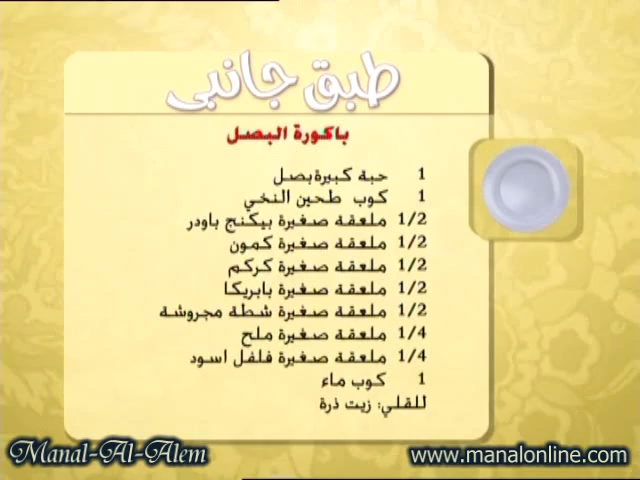 طبق جانبي
باكورة البصل
1 حبة كبيرة بصل
1 كوب طحين النخي
1/2 ملعقة صغيرة بيكنج باودر
1/2 ملعقة صغيرة كمون
1/2 ملعقة صغيرة كركم
1/2 ملعقة صغيرة بابريكا
1/2 ملعقة صغيرة شطة مجروشة
1/4 ملعقة صغيرة ملح
1/4 ملعقة صغيرة فلفل اسود
1 كوب ماء
للقلي: زيت ذرة
Manal-Al-Alem
www.manalonline.com